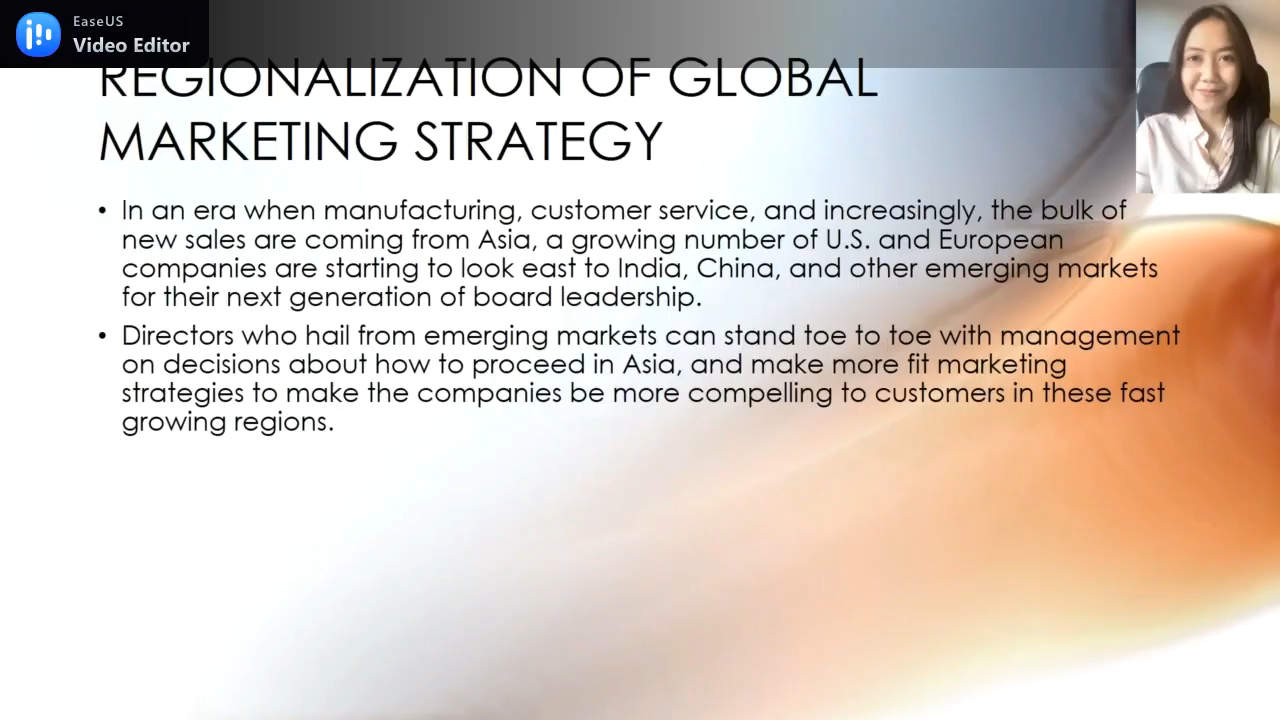 EaseUS
Video Editor
REGIONALIZATION OF GLOBAL
MARKETING STRATEGY
• In an era when manufacturing, customer service, and increasingly, the bulk of
new sales are coming from Asia, a growing number of U.S. and European
companies are starting to look east to India, China, and other emerging markets
for their next generation of board leadership.
• Directors who hail from emerging markets can stand toe to toe with management
on decisions about how to proceed in Asia, and make more fit marketing
strategies to make the companies be more compelling to customers in these fast
growing regions.